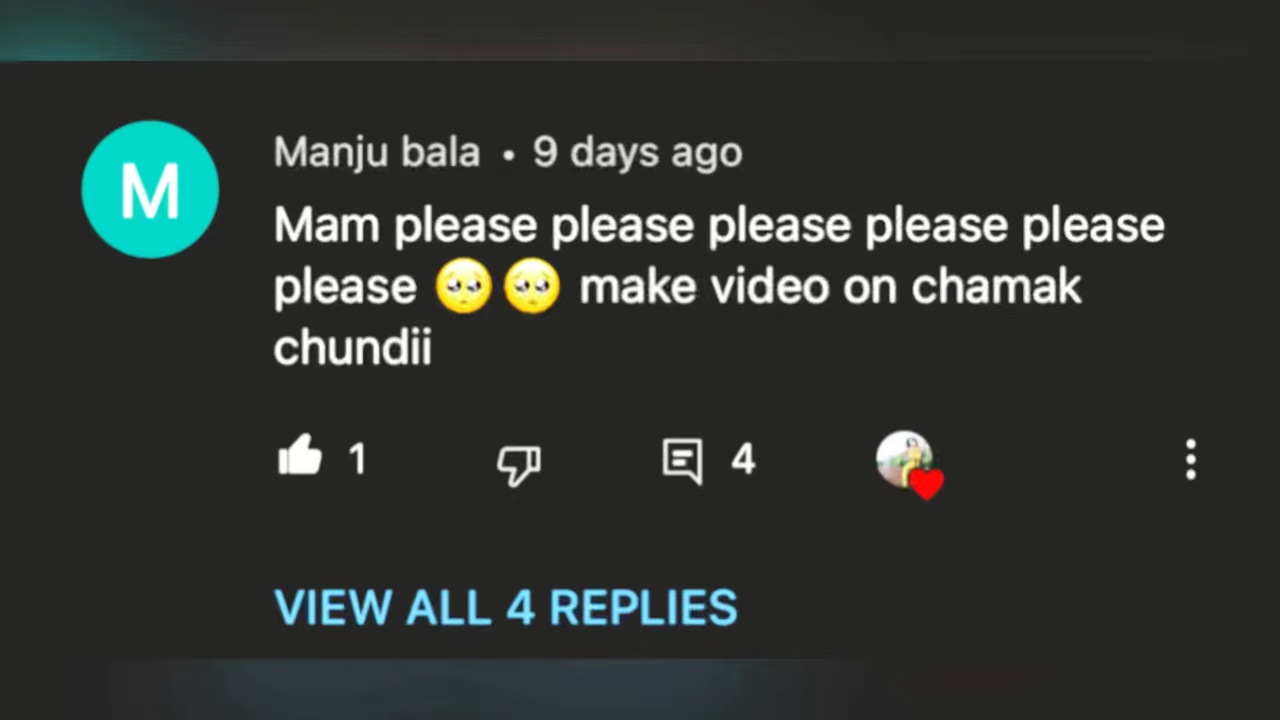 M
Manju bala • 9 days ago
Mam please please please please please
please 🥺🥺 make video on chamak
chundii
1
4
VIEW ALL 4 REPLIES